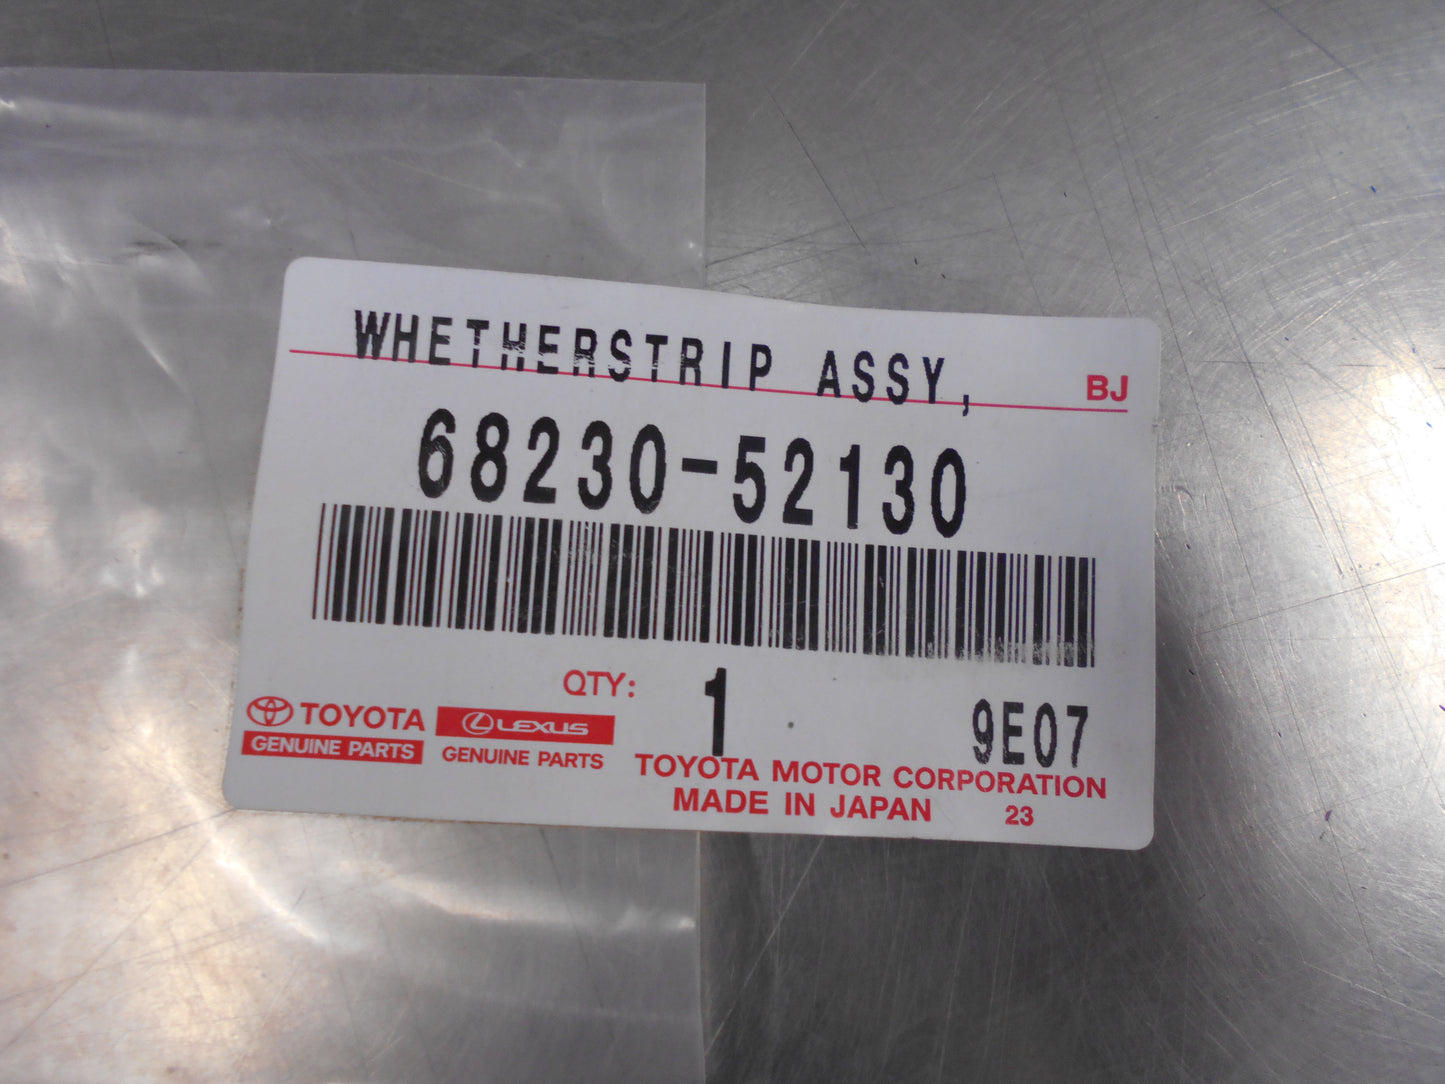 WHETHERSTRIP ASSY,
BJ
68230-52130
QTY: 1
9E07
TOYOTA
GENUINE PARTS
LEXUS
GENUINE PARTS
TOYOTA MOTOR CORPORATION
MADE IN JAPAN 23